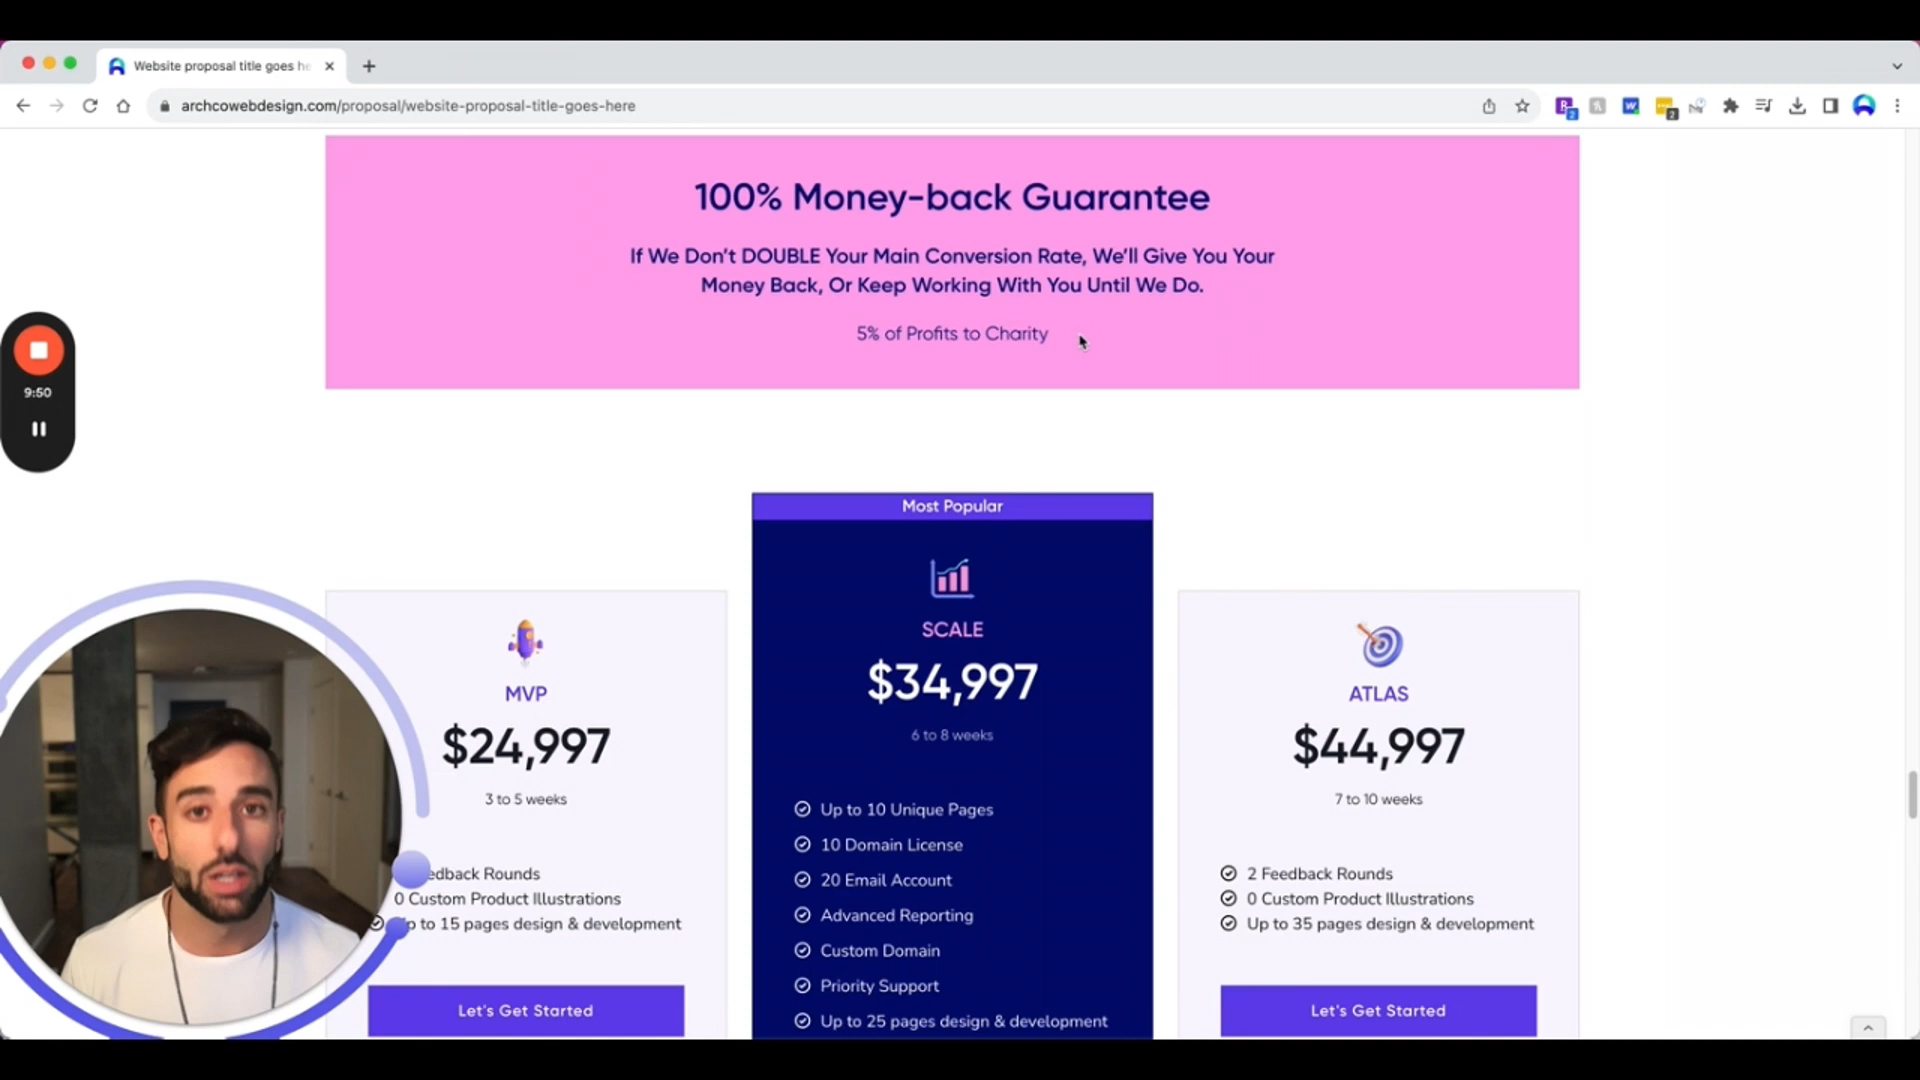 Website proposal title goes he
archcowebdesign.com/proposal/website-proposal-title-goes-here
100% Money-back Guarantee
If We Don't DOUBLE Your Main Conversion Rate, We'll Give You Your
Money Back, Or Keep Working With You Until We Do.
5% of Profits to Charity
9:50
Most Popular
SCALE
$34,997
6 to 8 weeks
Up to 10 Unique Pages
10 Domain License
20 Email Account
Advanced Reporting
Custom Domain
Priority Support
Up to 25 pages design & development
MVP
$24,997
3 to 5 weeks
edback Rounds
0 Custom Product Illustrations
p to 15 pages design & development
Let's Get Started
ATLAS
$44,997
7 to 10 weeks
2 Feedback Rounds
0 Custom Product Illustrations
Up to 35 pages design & development
Let's Get Started